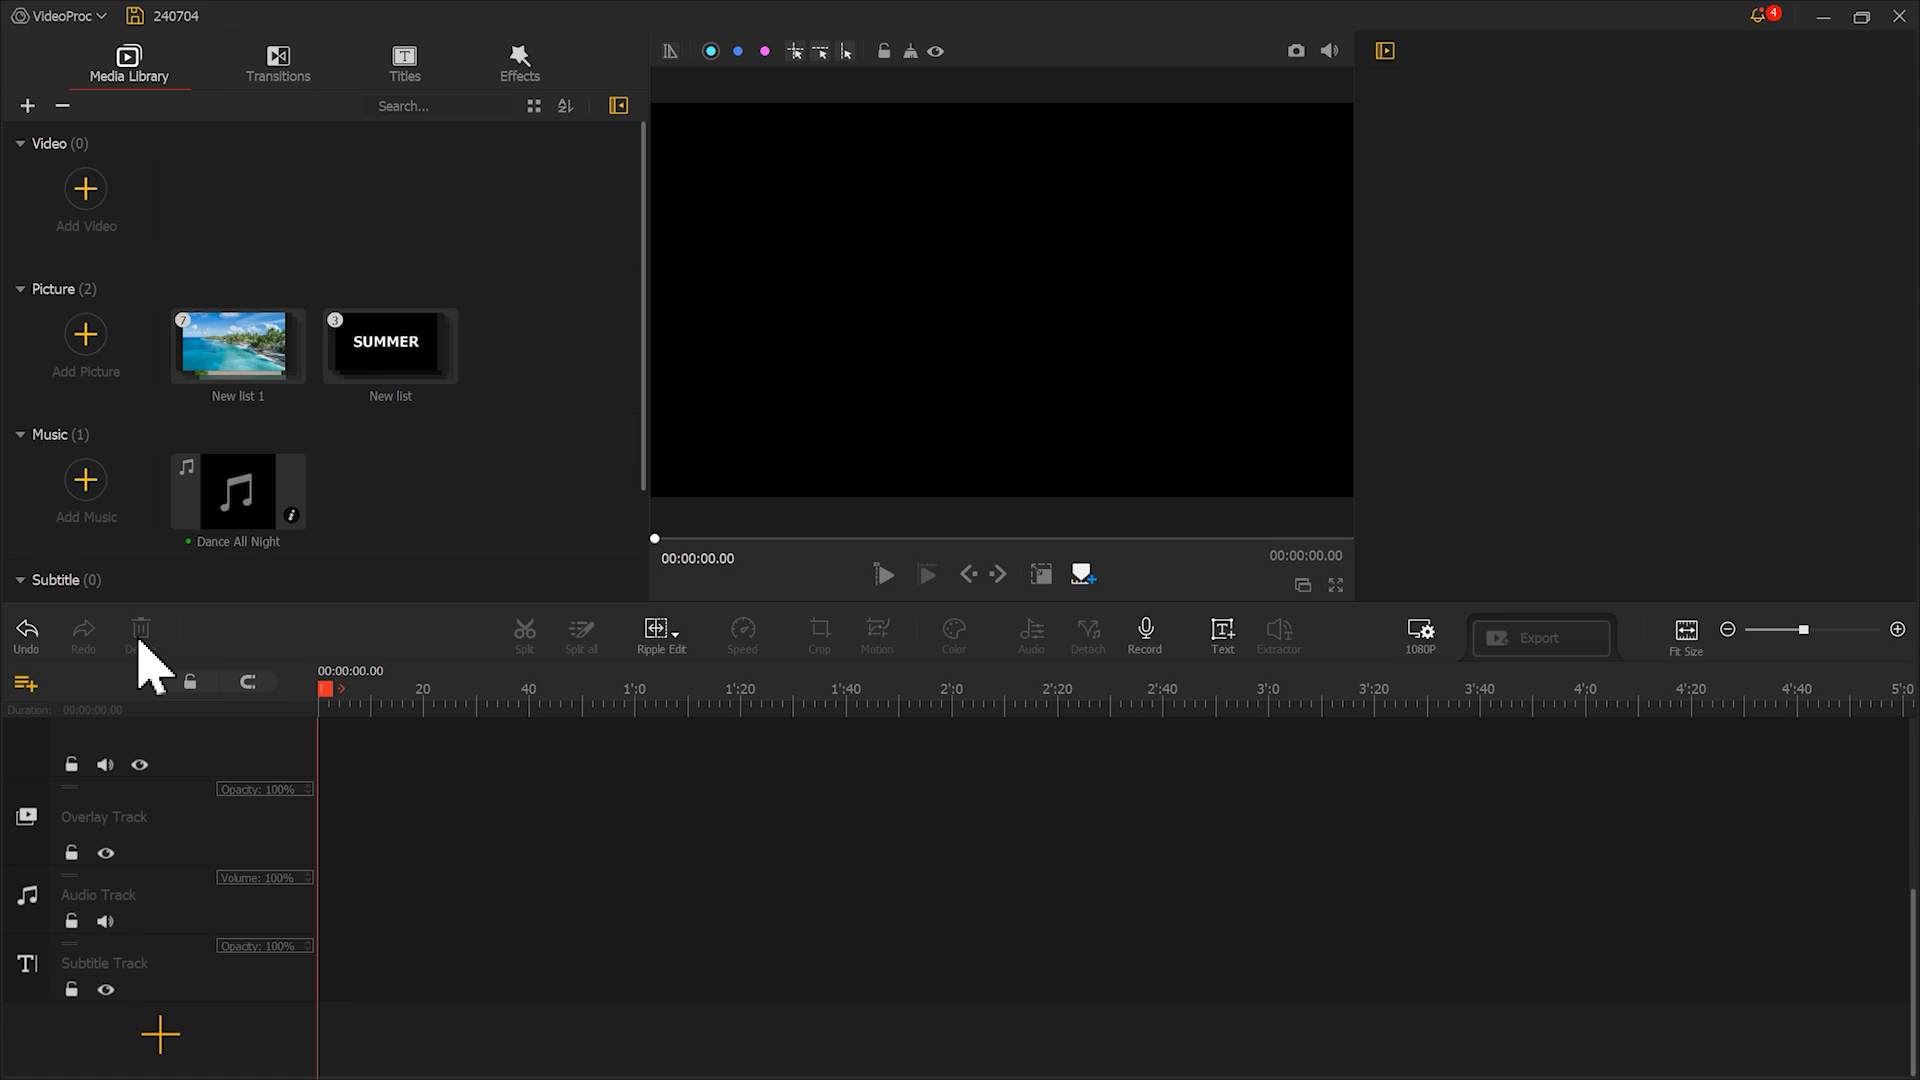 VideoProc
240704
4
Media Library
Transitions
Titles
Effects
Search...
Video (0)
Add Video
Picture (2)
Add Picture
7
New list 1
3
SUMMER
New list
Music (1)
Add Music
Dance All Night
Subtitle (0)
00:00:00.00
00:00:00.00
Undo
Redo
Split
Split all
Ripple Edit
Speed
Crop
Motion
Color
Audio
Detach
Record
Text
Extractor
1080P
Export
Fit Size
00:00:00.00
20
40
1'0
1'20
1'40
2'0
2'20
2'40
3'0
3'20
3'40
4'0
4'20
4'40
5'0
Duration: 00:00:00.00
Opacity: 100%
Overlay Track
Volume: 100%
Audio Track
Opacity: 100%
Subtitle Track